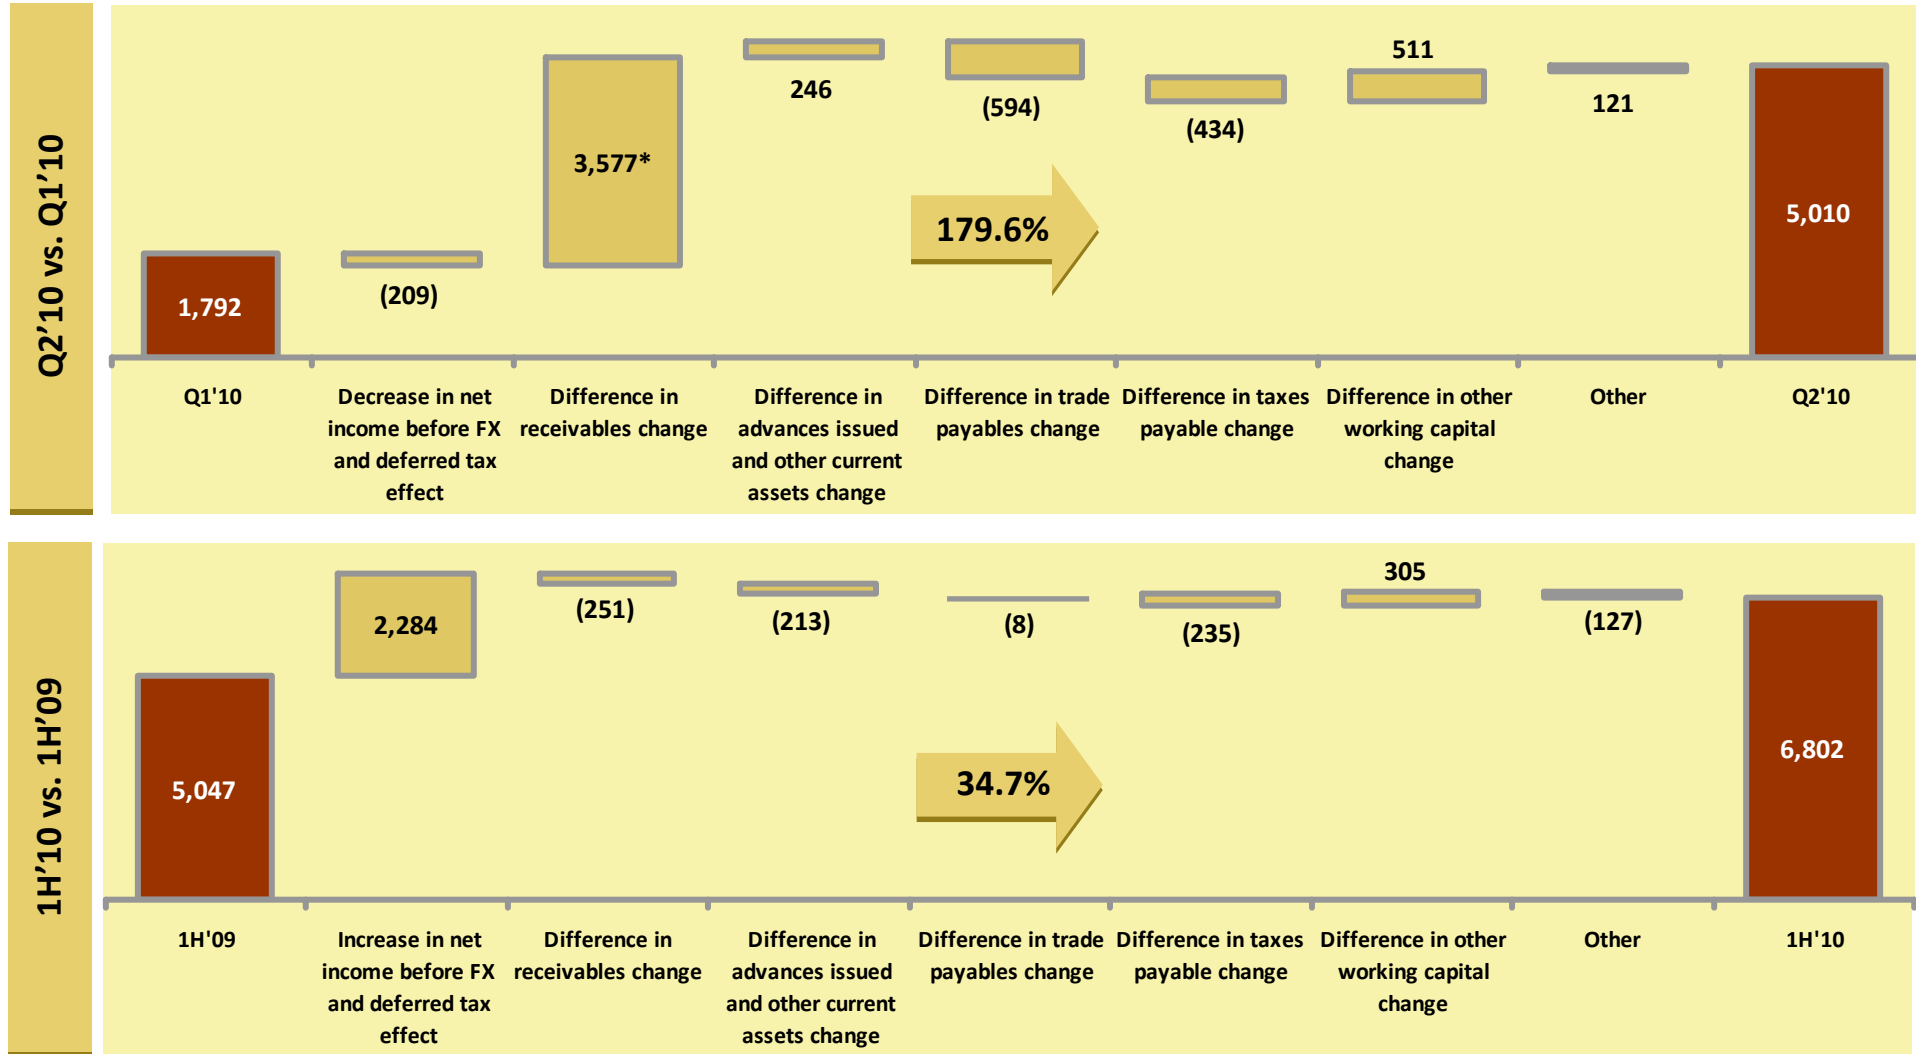 Q2’10 vs. Q1’10
511
246
(594)
121
(434)
3,577*
179.6%
5,010
(209)
1,792
Q1'10
Decrease in net
income before FX
and deferred tax
effect
Difference in
receivables change
Difference in
advances issued
and other current
assets change
Difference in trade
payables change
Difference in taxes
payable change
Difference in other
working capital
change
Other
Q2'10
1H’10 vs. 1H’09
305
2,284
(251)
(213)
(8)
(235)
(127)
5,047
34.7%
6,802
1H'09
Increase in net
income before FX
and deferred tax
effect
Difference in
receivables change
Difference in
advances issued
and other current
assets change
Difference in trade
payables change
Difference in taxes
payable change
Difference in other
working capital
change
Other
1H'10